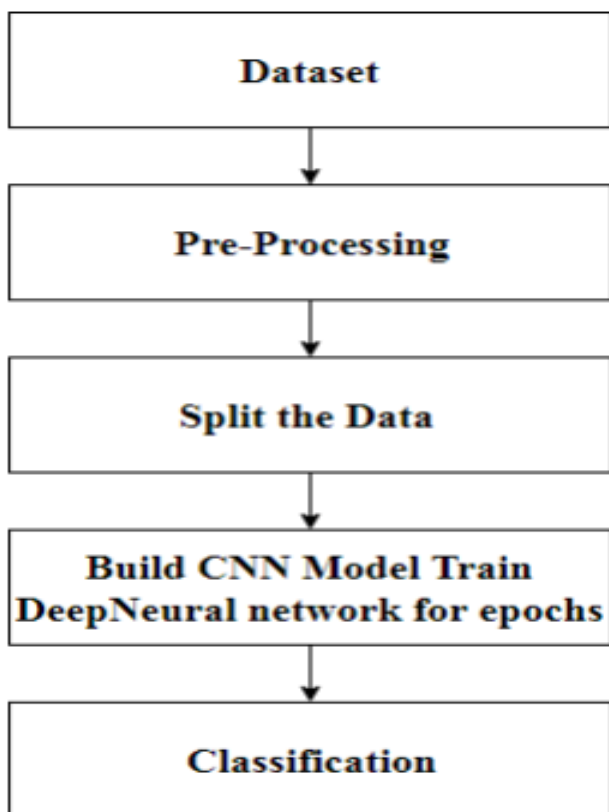 Dataset
Pre-Processing
Split the Data
Build CNN Model Train
DeepNeural network for epochs
Classification